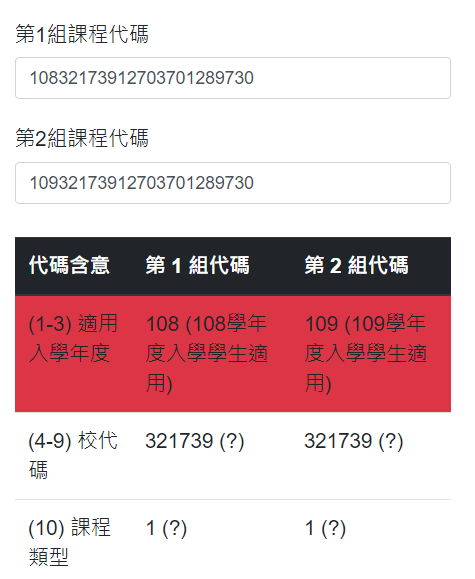 第1組課程代碼
10832173912703701289730
第2組課程代碼
10932173912703701289730
代碼含意 第 1 組代碼 第 2 組代碼
(1-3) 適用 108 (108學年 109 (109學年
入學年度 度入學學生適 度入學學生適
用) 用)
(4-9) 校代 321739 (?) 321739 (?)
碼
(10) 課程 1 (?) 1 (?)
類型